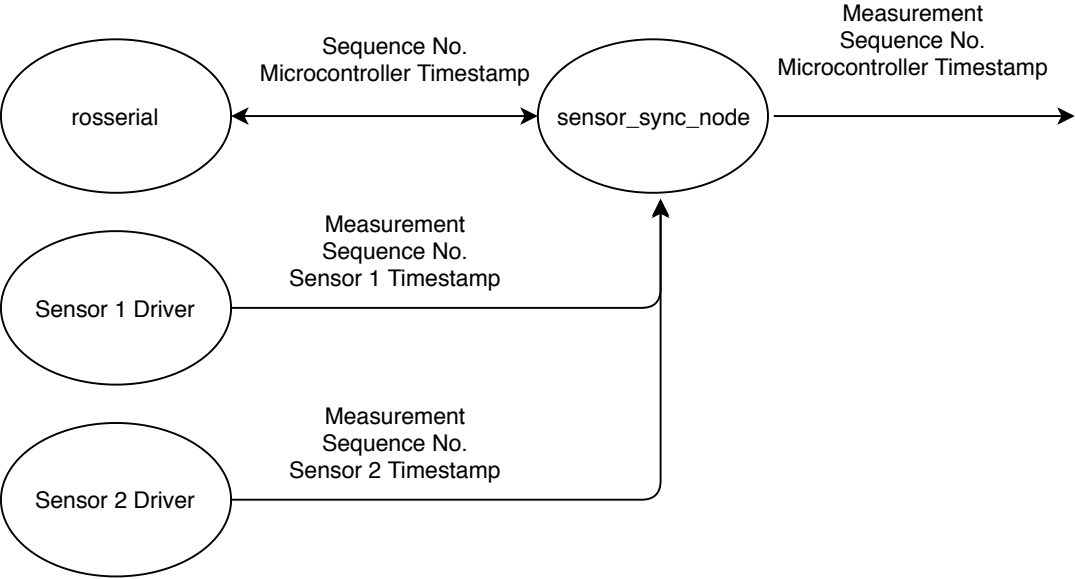 Measurement
Sequence No.
Microcontroller Timestamp
Sequence No.
Microcontroller Timestamp
rosserial
sensor_sync_node
Measurement
Sequence No.
Sensor 1 Timestamp
Sensor 1 Driver
Measurement
Sequence No.
Sensor 2 Timestamp
Sensor 2 Driver